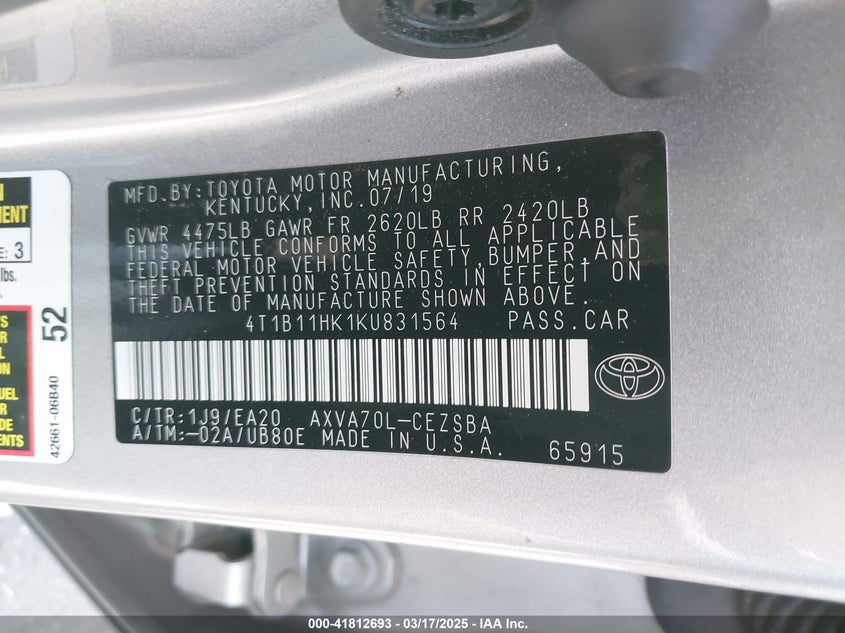 MFD.BY:TOYOTA MOTOR MANUFACTURING,
KENTUCKY,INC.07/19
GVWR 4475LB GAWR FR 2620LB RR 2420LB
THIS VEHICLE CONFORMS TO ALL APPLICABLE
FEDERAL MOTOR VEHICLE SAFETY,BUMPER,AND
THEFT PREVENTION STANDARDS IN EFFECT ON
THE DATE OF MANUFACTURE SHOWN ABOVE.
4T1B11HK1KU831564 PASS.CAR
C/TR:1J9/EA20 AXVA70L-CEZSBA
A/TM:-02A/UB80E MADE IN U.S.A. 65915
3
lbs.
52
42661-06B40
000-41812693 - 03/17/2025 - IAA Inc.